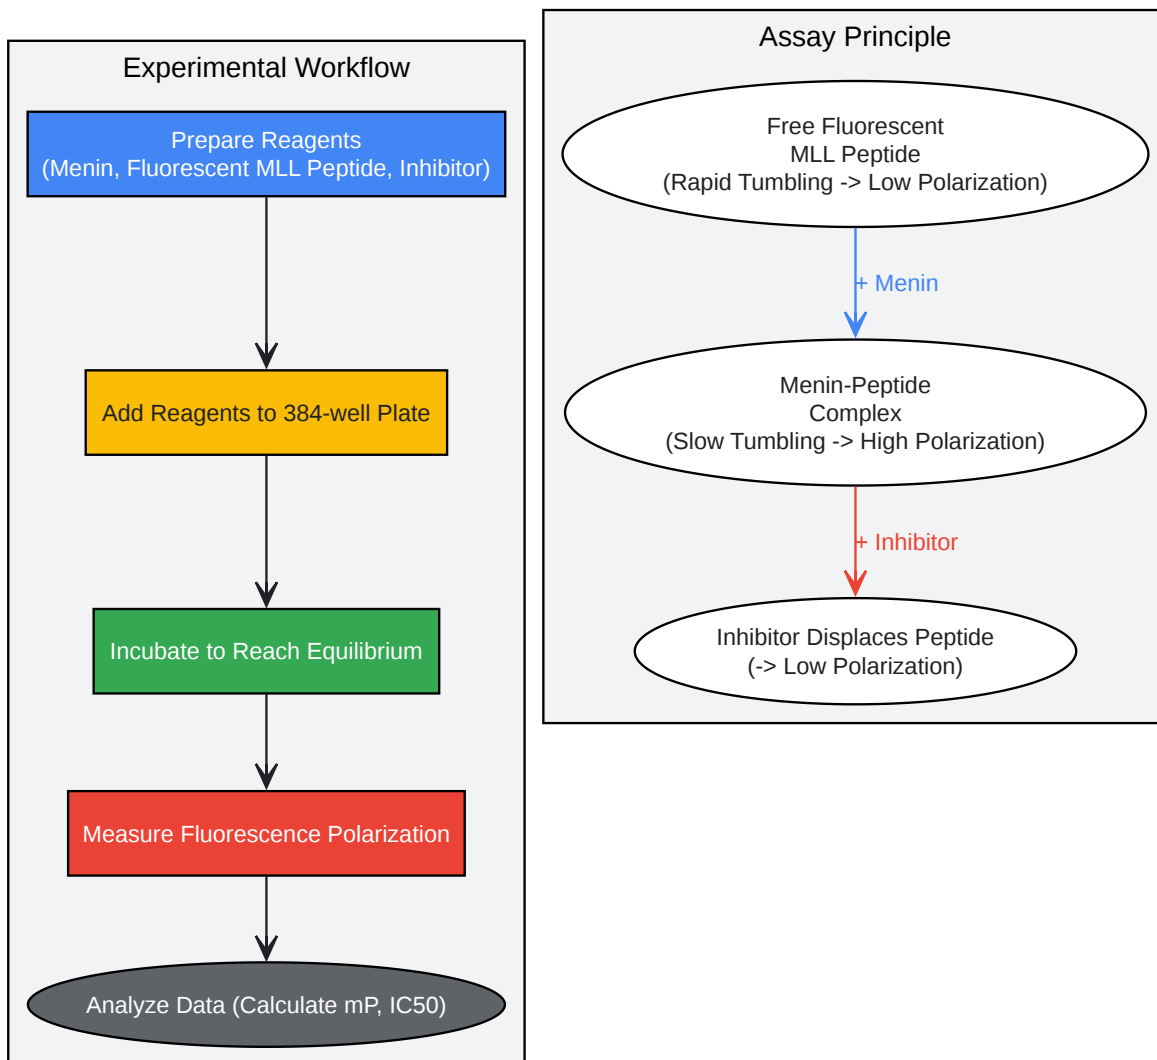 Experimental Workflow
Prepare Reagents
(Menin, Fluorescent MLL Peptide, Inhibitor)
Add Reagents to 384-well Plate
Incubate to Reach Equilibrium
Measure Fluorescence Polarization
Analyze Data (Calculate mP, IC50)
Assay Principle
Free Fluorescent
MLL Peptide
(Rapid Tumbling -> Low Polarization)
+ Menin
Menin-Peptide
Complex
(Slow Tumbling -> High Polarization)
+ Inhibitor
Inhibitor Displaces Peptide
(-> Low Polarization)